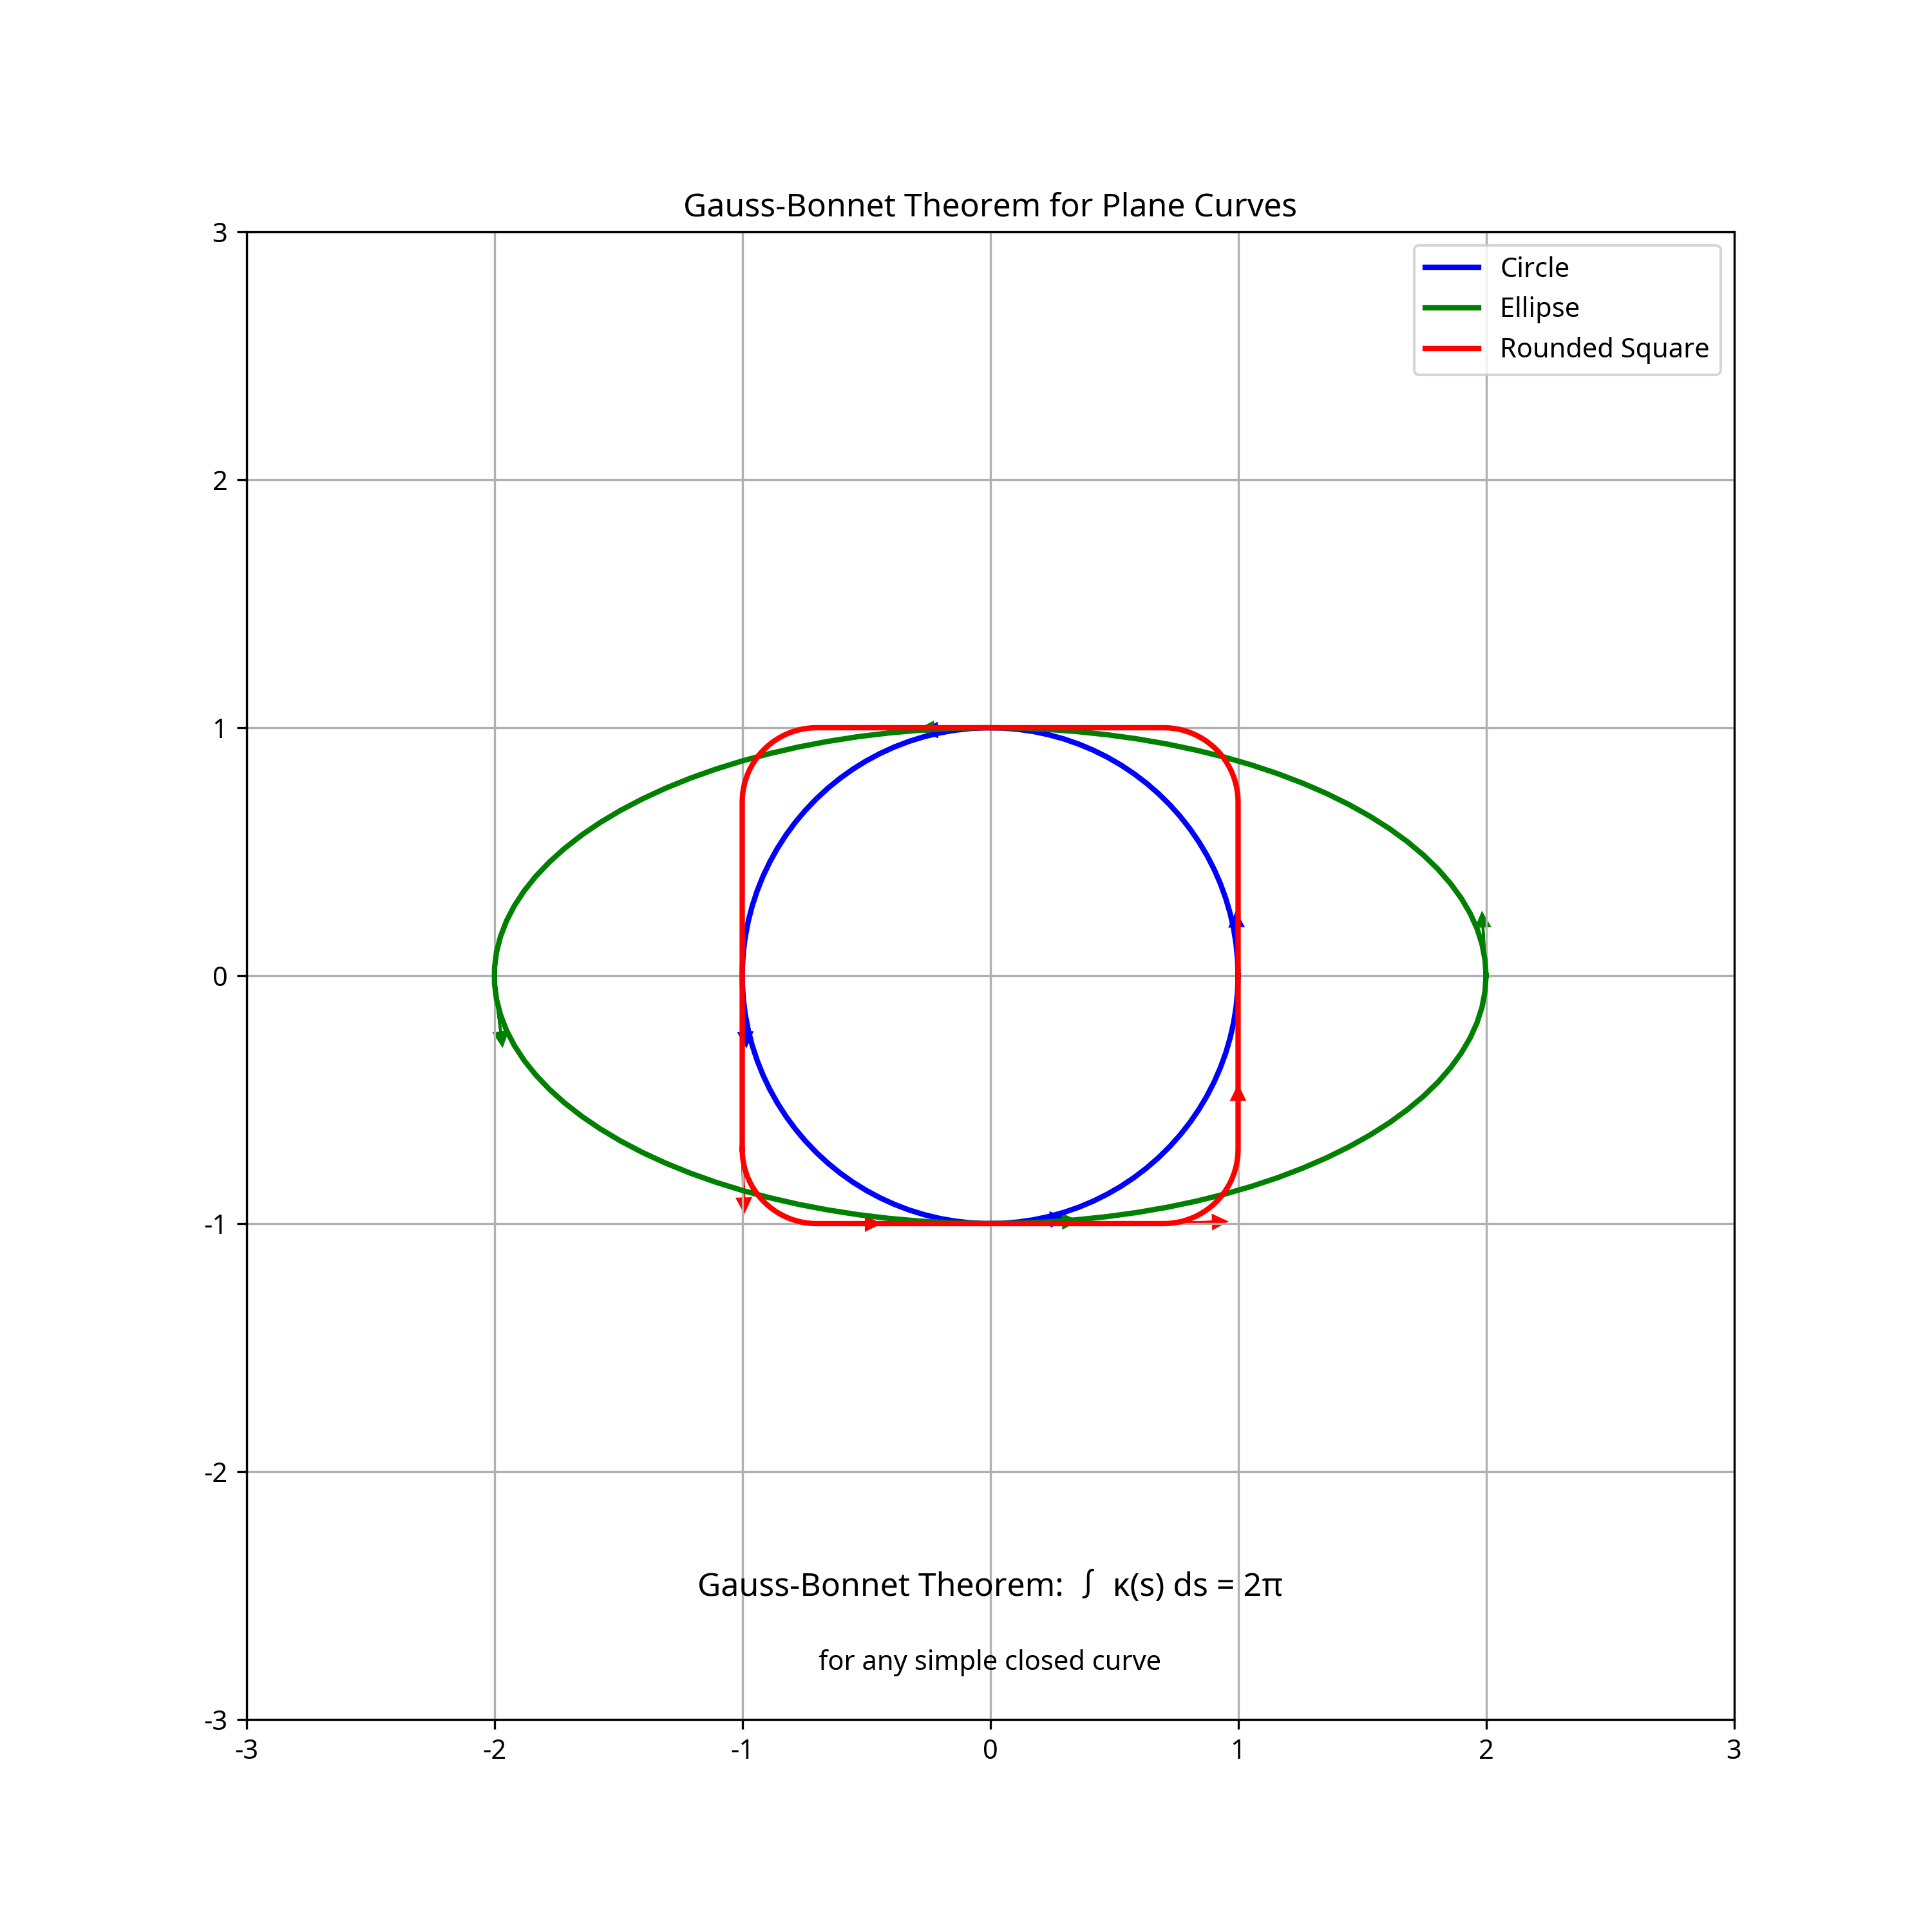 Gauss-Bonnet Theorem for Plane Curves
3
Circle
Ellipse
Rounded Square
2
1
0
-1
-2
Gauss-Bonnet Theorem: ∫ κ(s) ds = 2π
for any simple closed curve
-3
-3 -2 -1 0 1 2 3